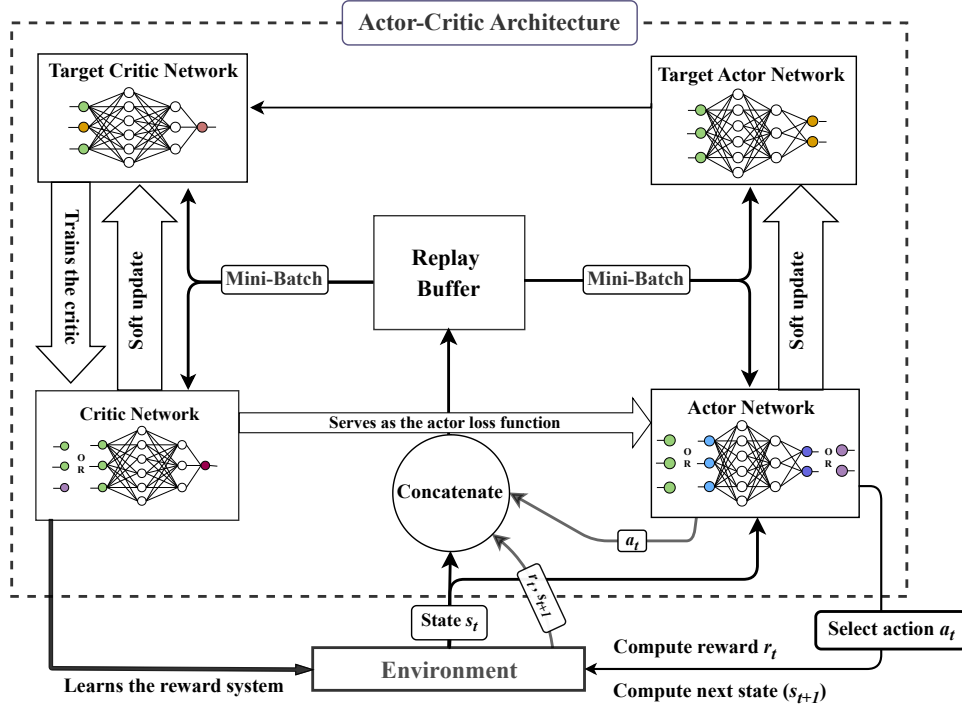 Actor-Critic Architecture
Target Critic Network
Target Actor Network
Trains the critic
Soft update
Mini-Batch
Replay
Buffer
Mini-Batch
Soft update
Critic Network
O
R
Serves as the actor loss function
Actor Network
O
R
O
R
Concatenate
a_t
r_t, s_{t+1}
State s_t
Select action a_t
Environment
Compute reward r_t
Learns the reward system
Compute next state (s_{t+1})